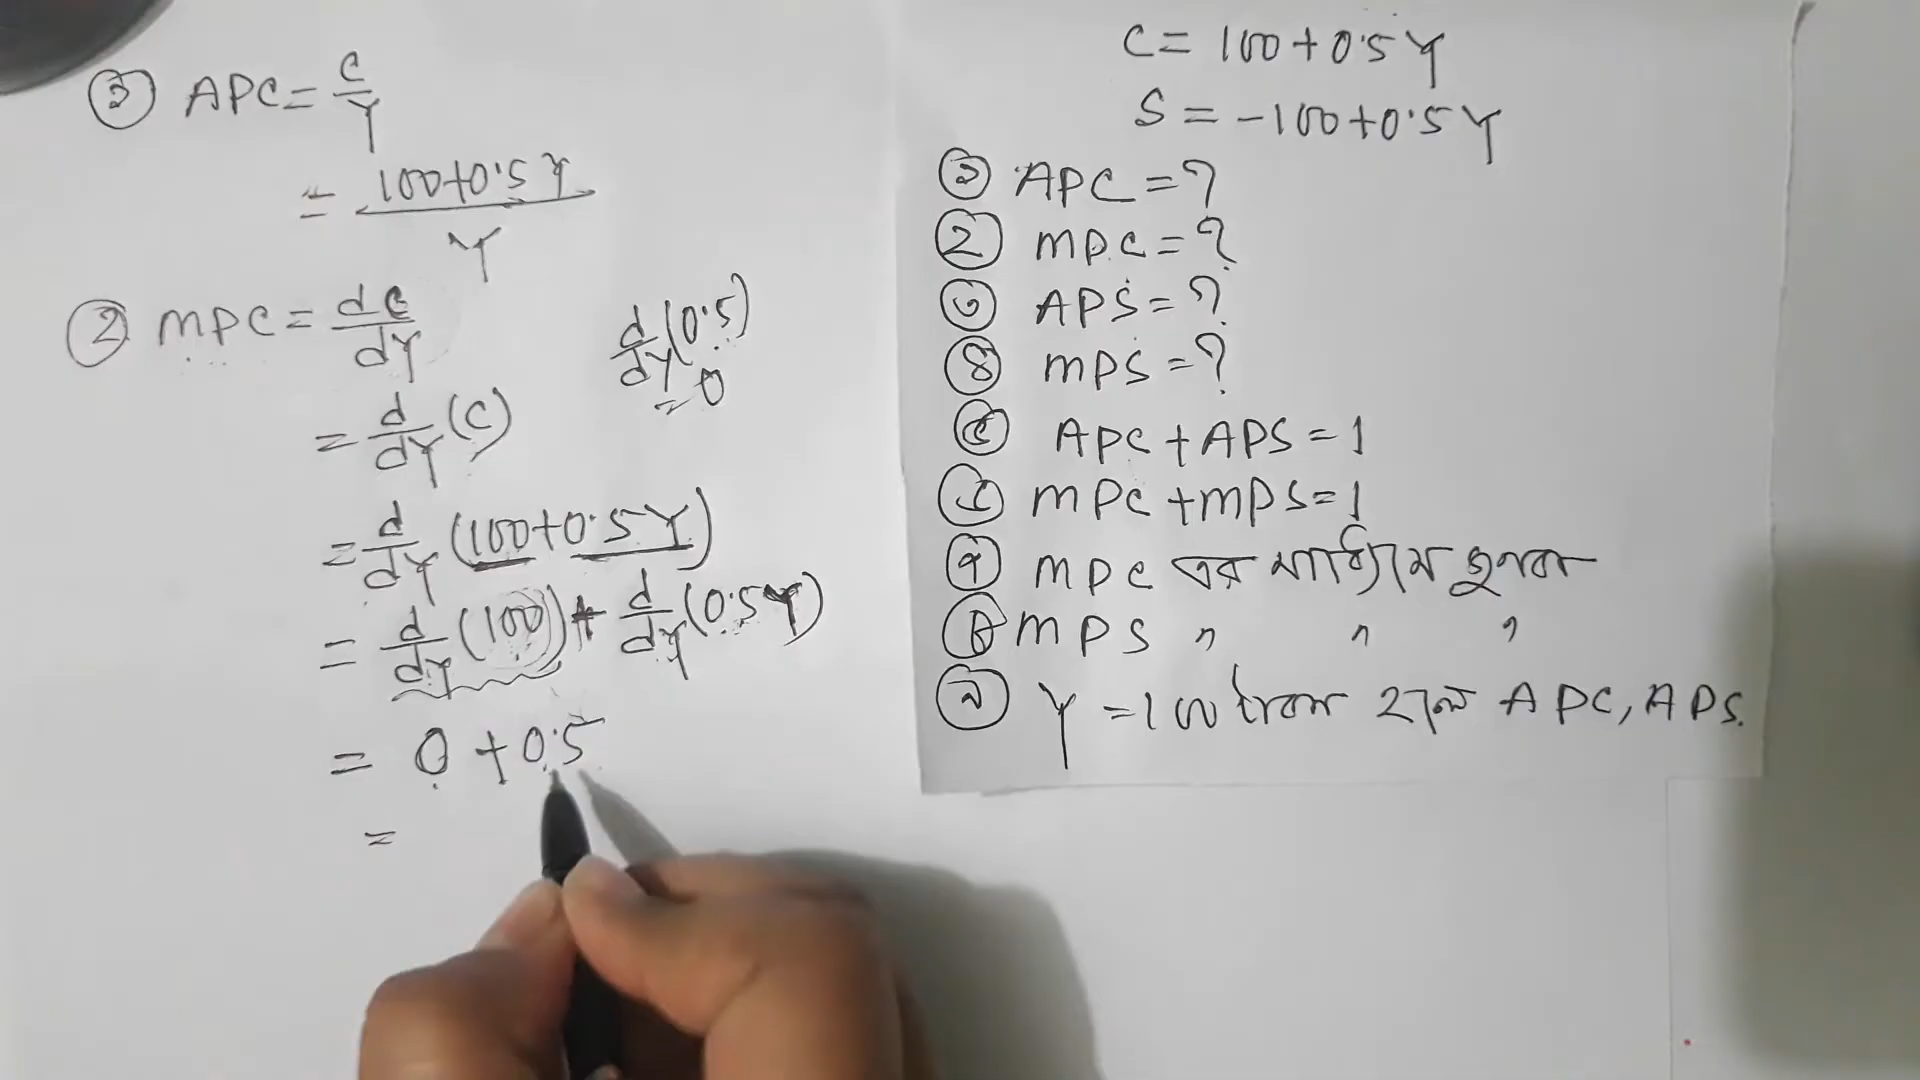 ① APC = C/Y
= 100+0.5Y / Y
② MPC = dC/dY
= d/dY (C)
= d/dY (100+0.5Y)
= d/dY (100) + d/dY (0.5Y)
= 0 + 0.5
=
d/dY (0.5)
= 0
C = 100+0.5Y
S = -100+0.5Y
① APC = ?
② MPC = ?
③ APS = ?
④ MPS = ?
⑤ APC + APS = 1
⑥ MPC + MPS = 1
⑦ MPC এর মাধ্যমে গুণক
⑧ MPS " " "
⑨ Y = 100 টাকা হলে APC, APS.